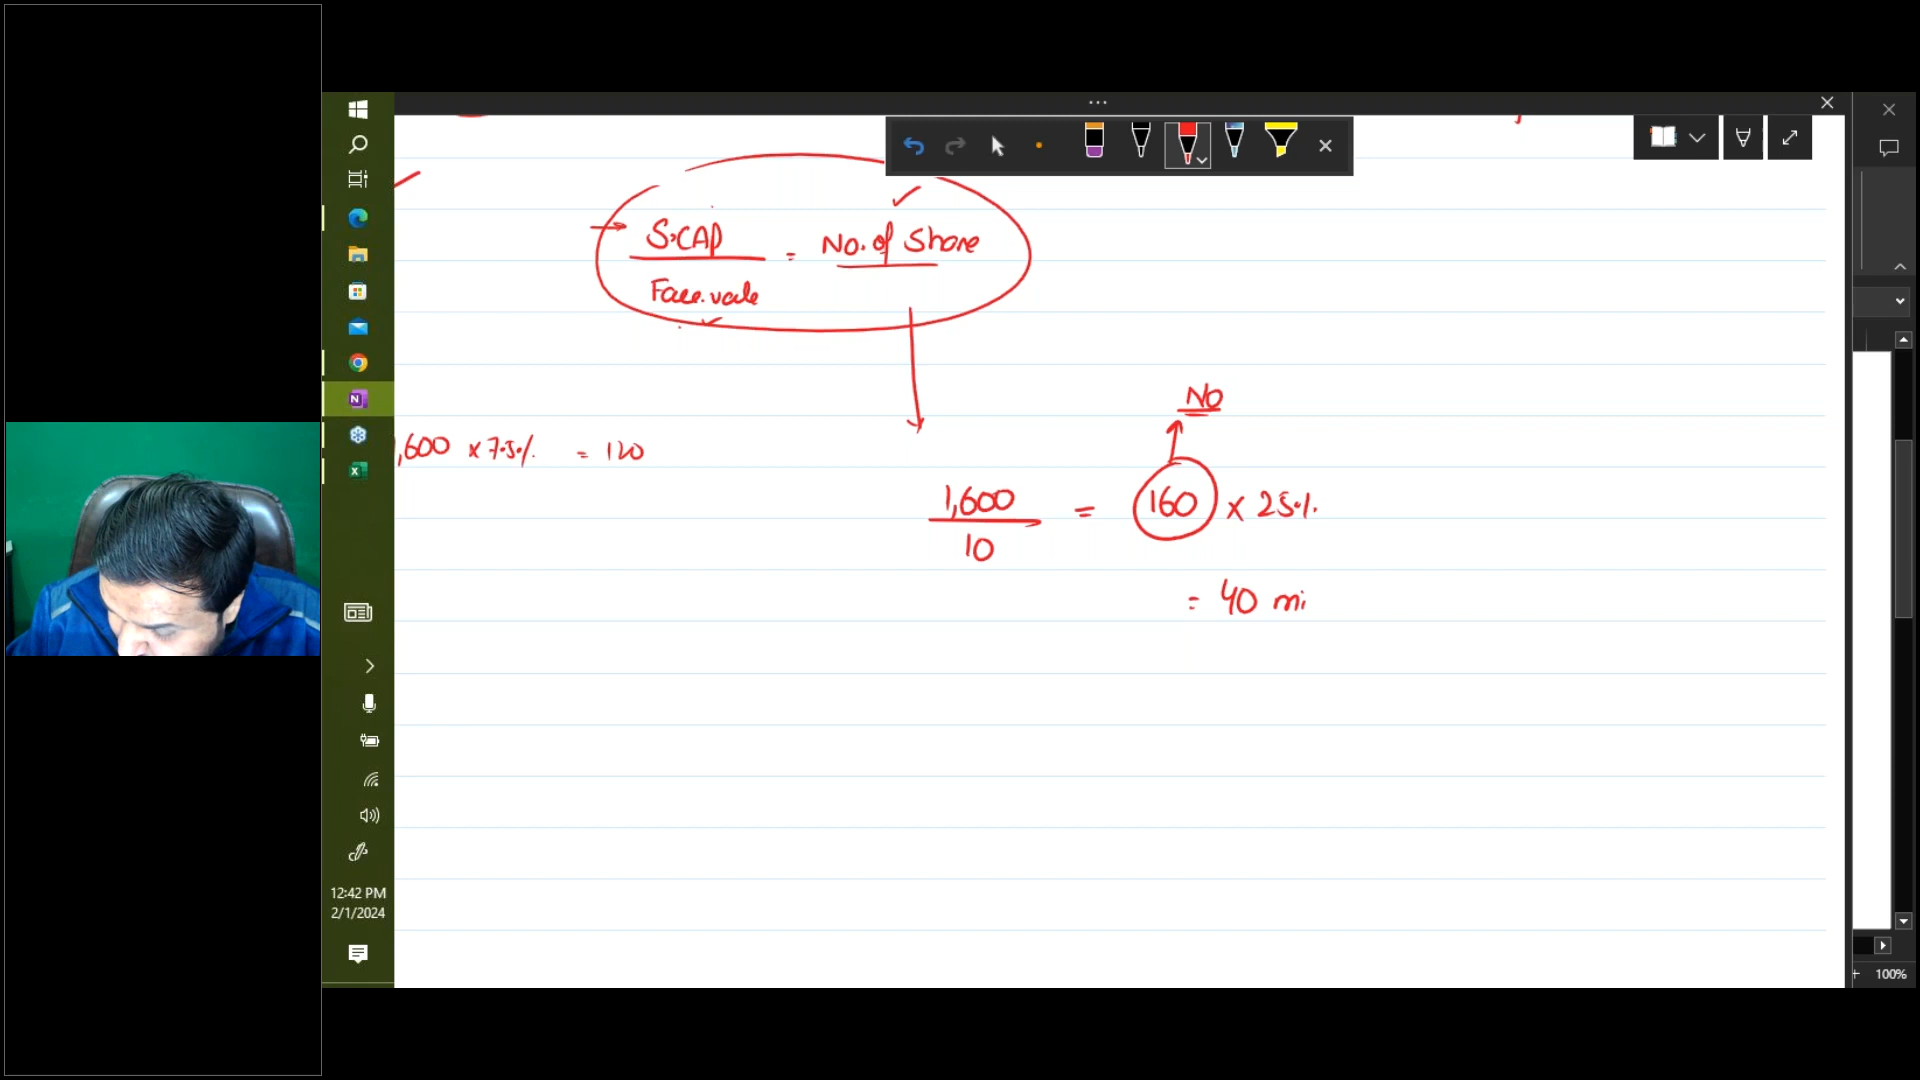 S.CAP = No. of Share
Face. vale
NO
,600 x 7.5% = 120
1,600 = 160 x 25%
10
= 40 mi
12:42 PM
2/1/2024
100%